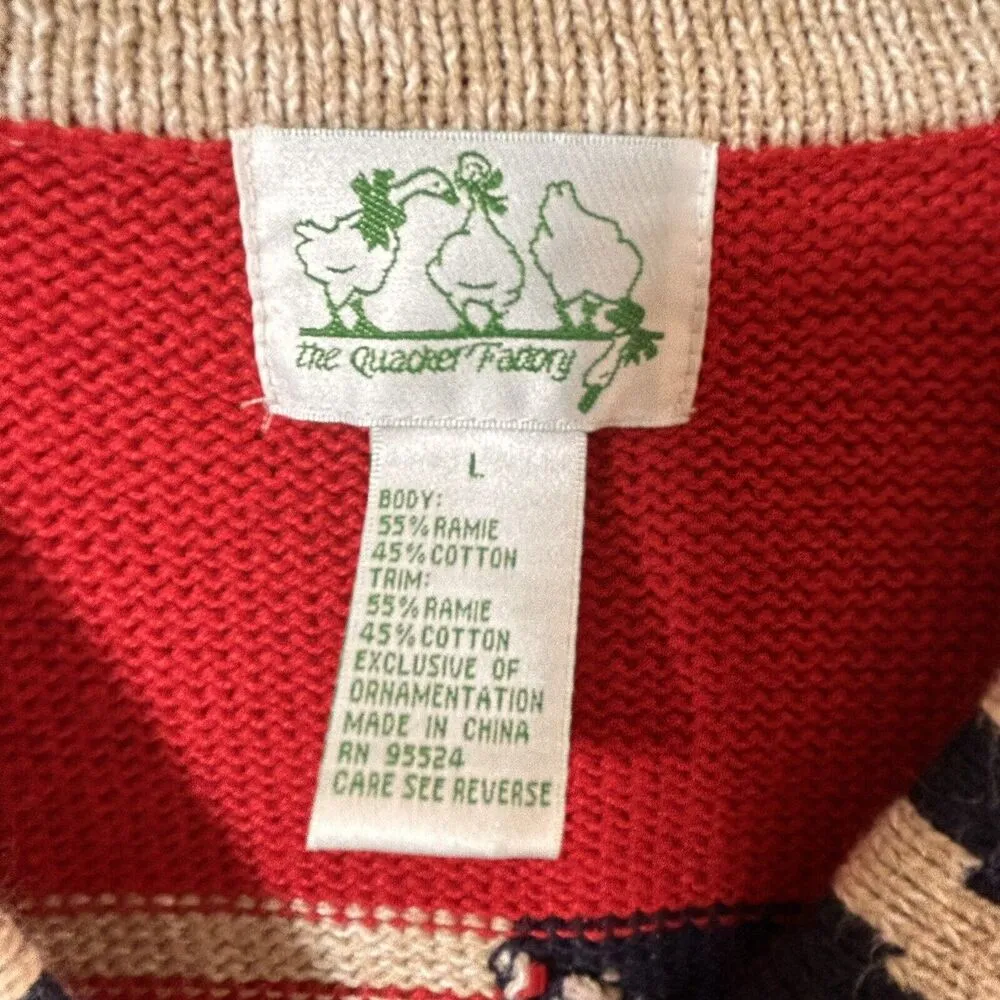 the Quacker Factory
L
BODY:
55% RAMIE
45% COTTON
TRIM:
55% RAMIE
45% COTTON
EXCLUSIVE OF
ORNAMENTATION
MADE IN CHINA
RN 95524
CARE SEE REVERSE